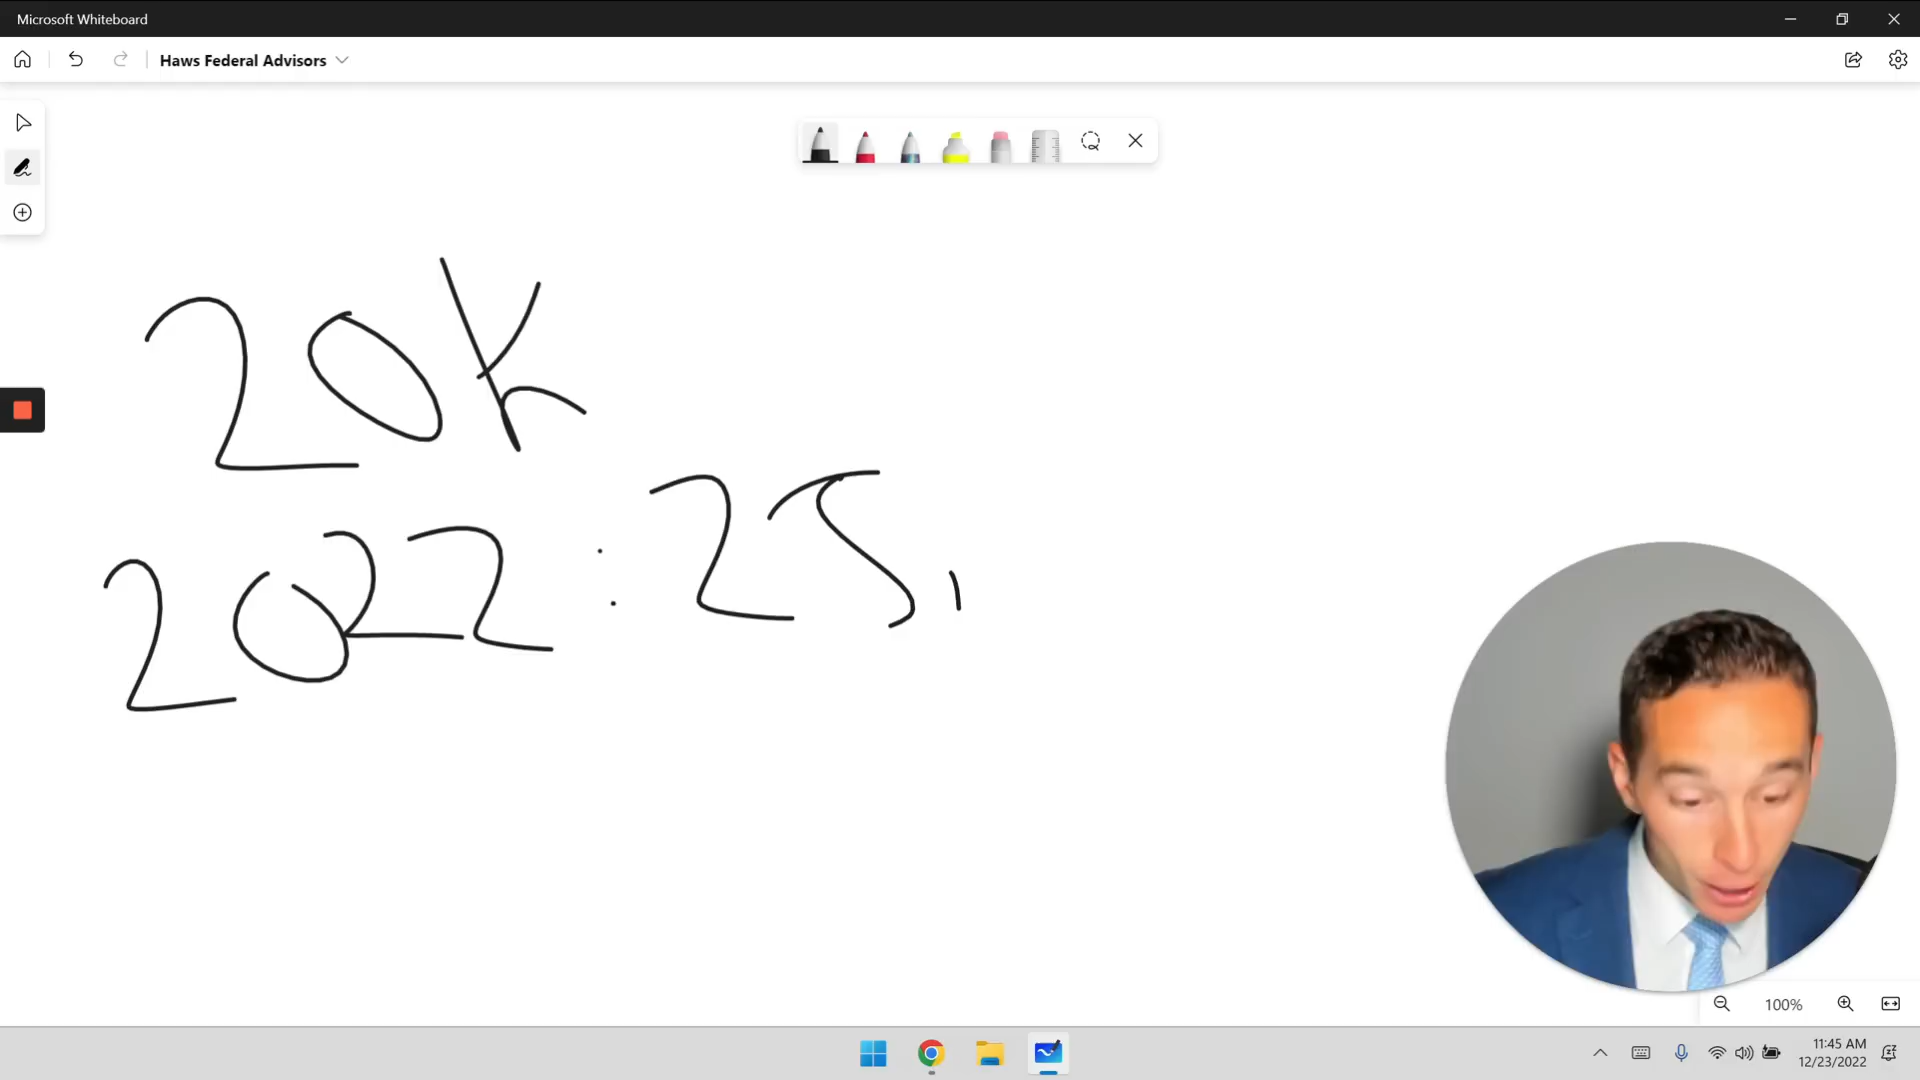 Microsoft Whiteboard
Haws Federal Advisors
20K
2022: 25,
100%
11:45 AM
12/23/2022